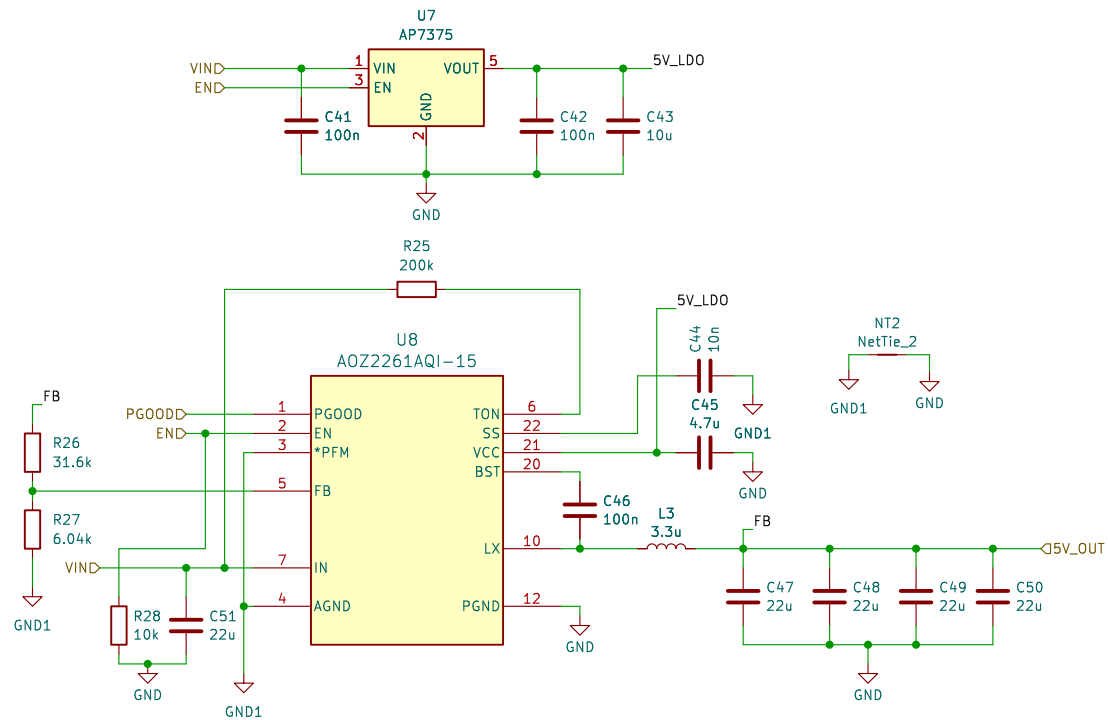 U7
AP7375
VIN
EN
1
3
VIN
EN
GND
VOUT
5
2
5V_LDO
C41
100n
C42
100n
C43
10u
GND
R25
200k
5V_LDO
U8
AOZ2261AQI-15
C44
10n
NT2
NetTie_2
GND1
GND
FB
R26
31.6k
R27
6.04k
GND1
PGOOD
EN
1
2
3
5
7
4
PGOOD
EN
*PFM
FB
IN
AGND
TON
SS
VCC
BST
LX
PGND
6
22
21
20
10
12
C45
4.7u
GND1
GND
C46
100n
L3
3.3u
FB
5V_OUT
VIN
R28
10k
C51
22u
GND
GND1
GND
C47
22u
C48
22u
C49
22u
C50
22u
GND